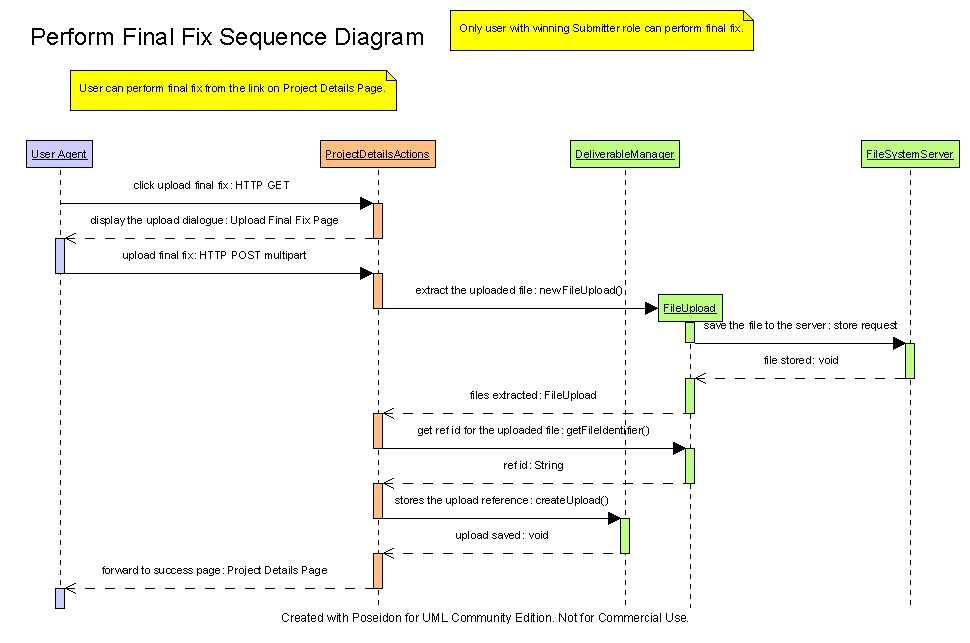 Perform Final Fix Sequence Diagram
Only user with winning Submitter role can perform final fix.
User can perform final fix from the link on Project Details Page.
User Agent
ProjectDetailsActions
DeliverableManager
FileSystemServer
click upload final fix: HTTP GET
display the upload dialogue: Upload Final Fix Page
upload final fix: HTTP POST multipart
extract the uploaded file: newFileUpload()
FileUpload
save the file to the server: store request
file stored: void
files extracted: FileUpload
get ref id for the uploaded file: getFileIdentifier()
ref id: String
stores the upload reference: createUpload()
upload saved: void
forward to success page: Project Details Page
Created with Poseidon for UML Community Edition. Not for Commercial Use.